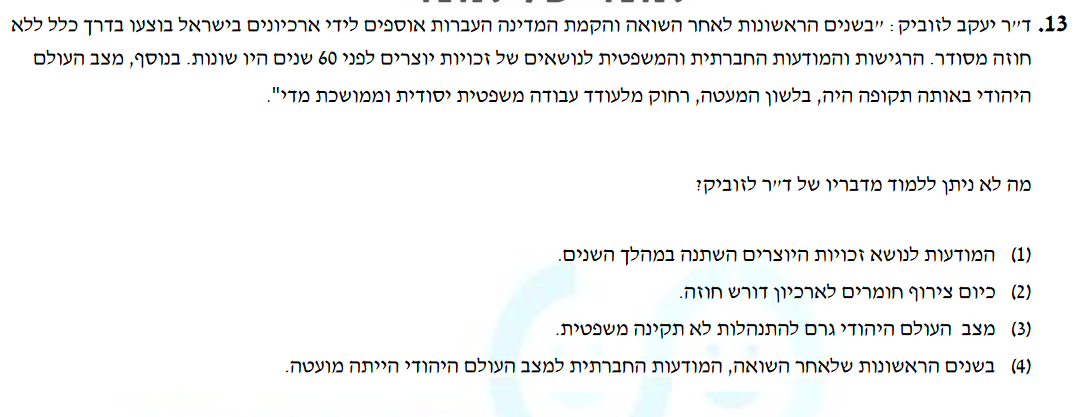 13. ד״ר יעקב לזוביק: ״בשנים הראשונות לאחר השואה והקמת המדינה העברות אוספים לידי ארכיונים בישראל בוצעו בדרך כלל ללא
חוזה מסודר. הרגישות והמודעות החברתית והמשפטית לנושאים של זכויות יוצרים לפני 60 שנים היו שונות. בנוסף, מצב העולם
היהודי באותה תקופה היה, בלשון המעטה, רחוק מלעודד עבודה משפטית יסודית וממושכת מדי".
מה לא ניתן ללמוד מדבריו של ד״ר לזוביק?
(1) המודעות לנושא זכויות היוצרים השתנה במהלך השנים.
(2) כיום צירוף חומרים לארכיון דורש חוזה.
(3) מצב העולם היהודי גרם להתנהלות לא תקינה משפטית.
(4) בשנים הראשונות שלאחר השואה, המודעות החברתית למצב העולם היהודי הייתה מועטה.